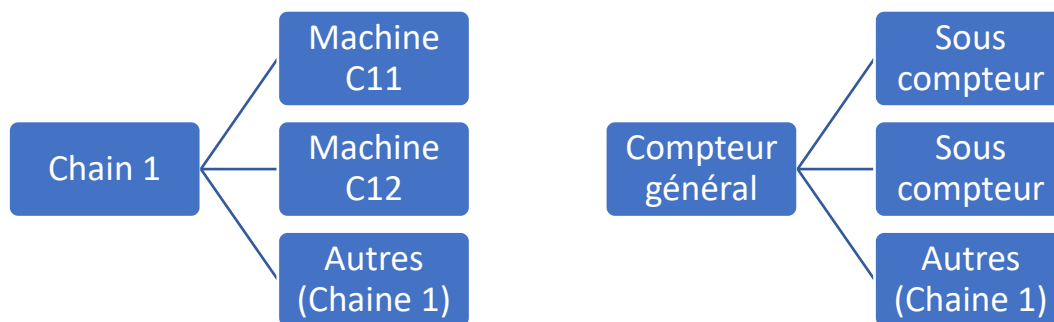 Chain 1
Machine
C11
Machine
C12
Autres
(Chaine 1)
Compteur
général
Sous
compteur
Sous
compteur
Autres
(Chaine 1)